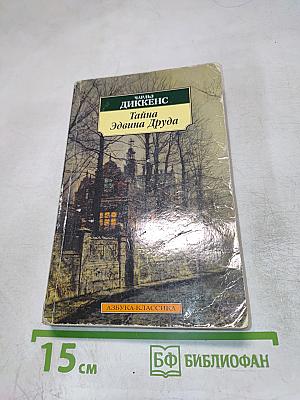 ЧАРЛЬЗ
ДИККЕНС
Тайна
Эдвина Друда
АЗБУКА-КЛАССИКА
15 см
БФ БИБЛИОФАН